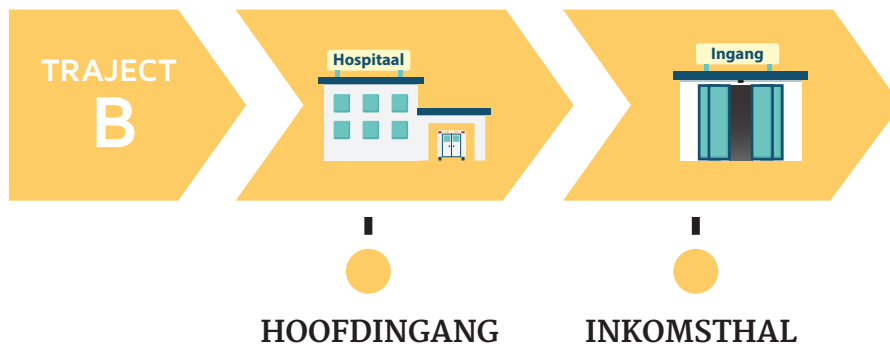 TRAJECT
B
Hospitaal
Ingang
HOOFDINGANG
INKOMSTHAL